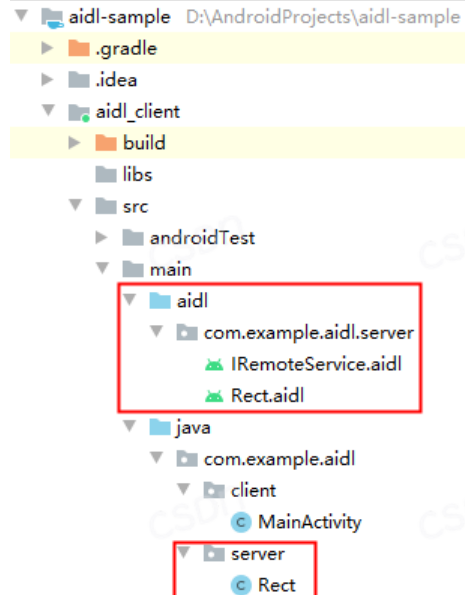 aidl-sample D:\AndroidProjects\aidl-sample
.gradle
.idea
aidl_client
build
libs
src
androidTest
main
aidl
com.example.aidl.server
IRemoteService.aidl
Rect.aidl
java
com.example.aidl
client
C MainActivity
server
C Rect